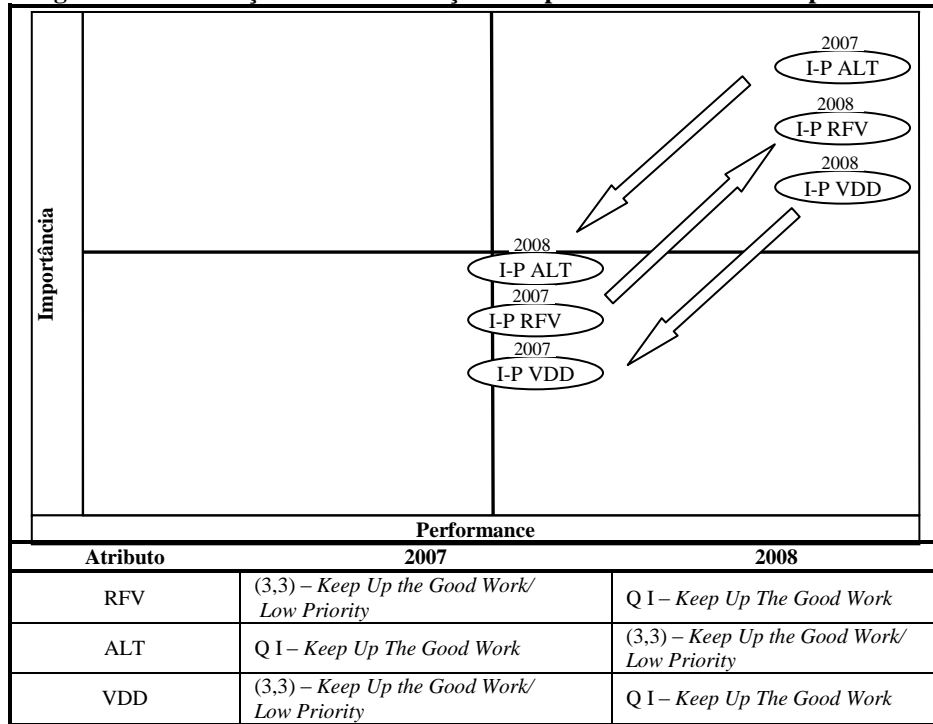 2007
I-P ALT
2008
I-P RFV
2008
I-P VDD
Importância
2008
I-P ALT
2007
I-P RFV
2007
I-P VDD
Performance
Atributo 2007 2008
RFV (3,3) – Keep Up the Good Work/ Q I – Keep Up The Good Work
Low Priority
ALT Q I – Keep Up The Good Work (3,3) – Keep Up the Good Work/
Low Priority
VDD (3,3) – Keep Up the Good Work/ Q I – Keep Up The Good Work
Low Priority